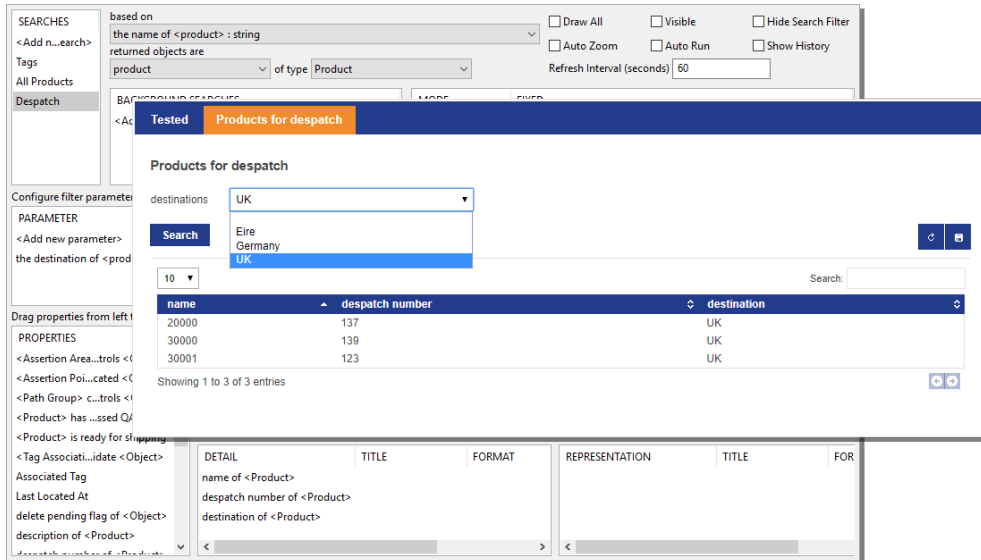 SEARCHES
<Add n...earch>
Tags
All Products
Despatch
based on
the name of <product> : string
returned objects are
product
of type
Product
Draw All
Visible
Hide Search Filter
Auto Zoom
Auto Run
Show History
Refresh Interval (seconds)
60
Tested
Products for despatch
Products for despatch
destinations
UK
Eire
Germany
UK
Search
10
Search:
name
despatch number
destination
20000
137
UK
30000
139
UK
30001
123
UK
Showing 1 to 3 of 3 entries
Configure filter parameter
PARAMETER
<Add new parameter>
the destination of <prod
Drag properties from left t
PROPERTIES
<Assertion Area...trols <
<Assertion Poi...cated <
<Path Group> c...trols <
<Product> has ...ssed QA
<Product> is ready for shipping
<Tag Associati...idate <Object>
Associated Tag
Last Located At
delete pending flag of <Object>
description of <Product>
despatch number of <Product>
DETAIL
TITLE
FORMAT
name of <Product>
despatch number of <Product>
destination of <Product>
REPRESENTATION
TITLE
FOR